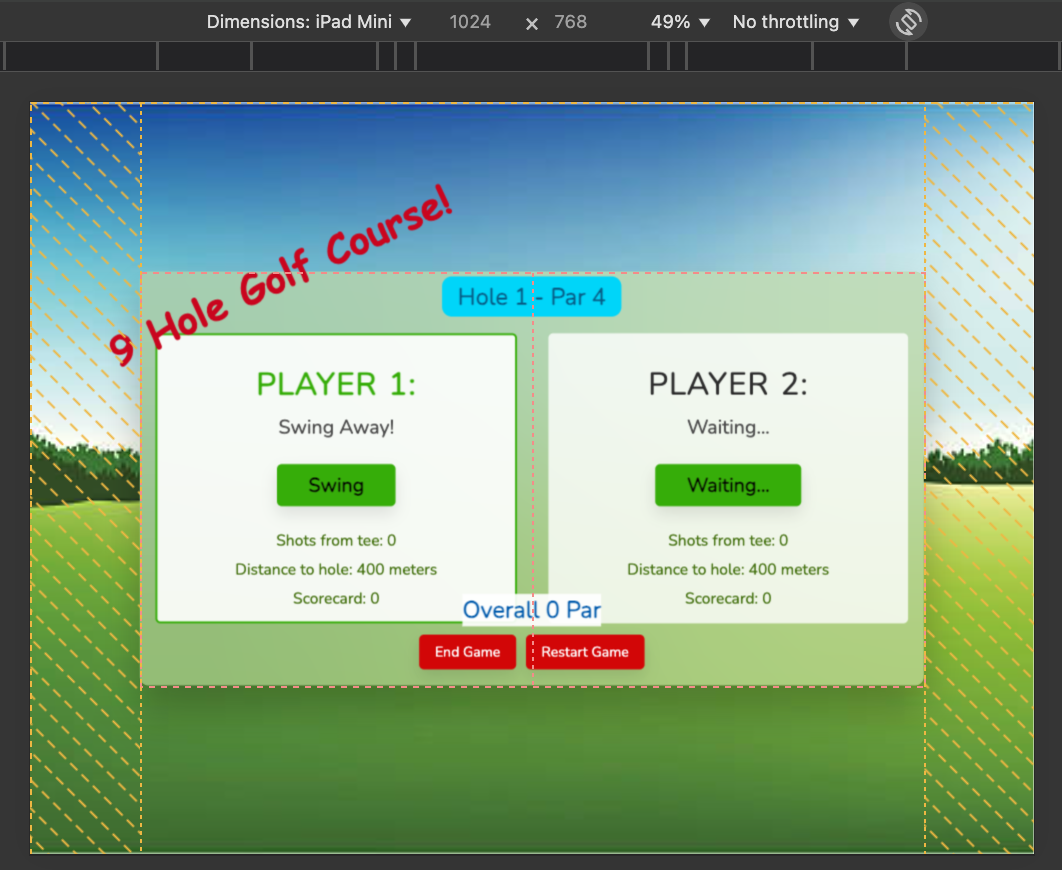 Dimensions: iPad Mini ▼ 1024 × 768 49% ▼ No throttling ▼
9 Hole Golf Course!
Hole 1 - Par 4
PLAYER 1:
Swing Away!
Swing
Shots from tee: 0
Distance to hole: 400 meters
Scorecard: 0
PLAYER 2:
Waiting...
Waiting...
Shots from tee: 0
Distance to hole: 400 meters
Scorecard: 0
Overall 0 Par
End Game Restart Game